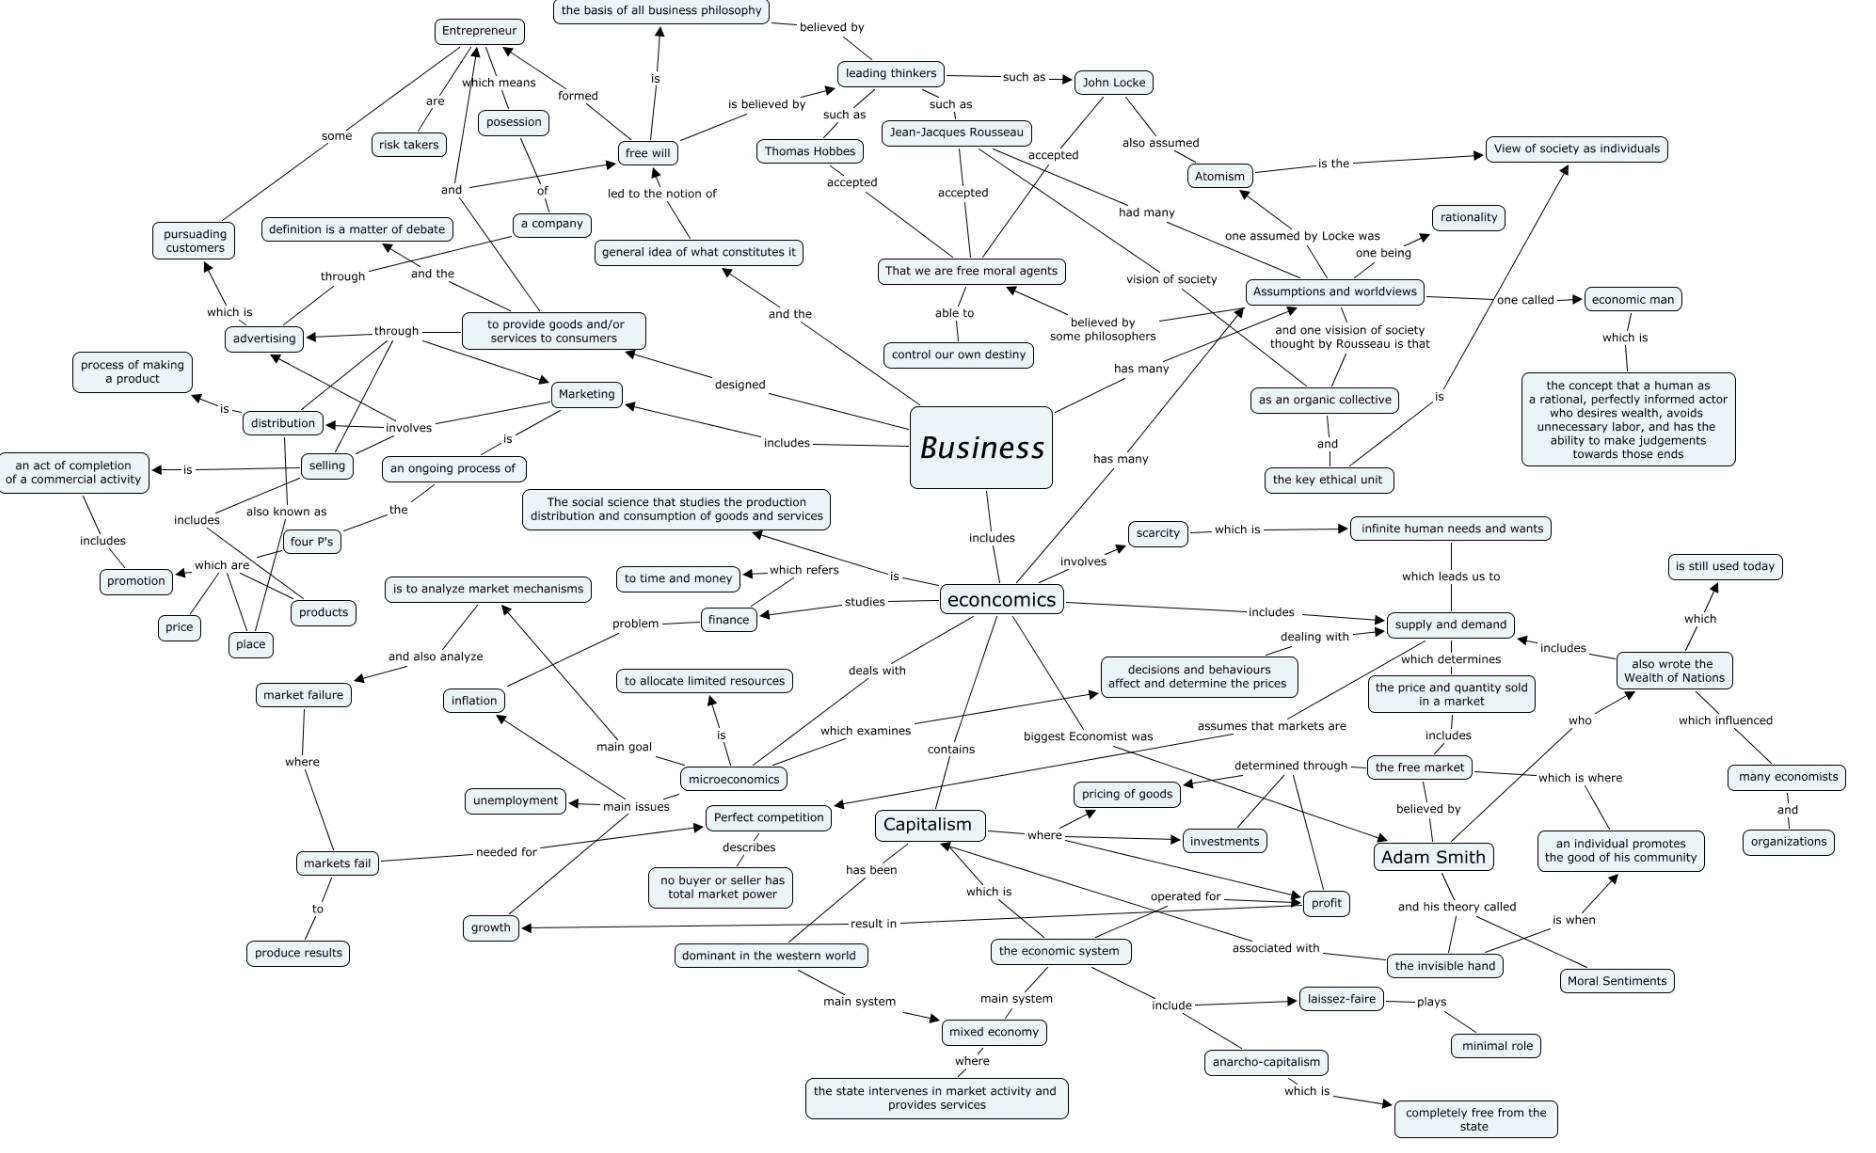 the basis of all business philosophy
believed by
Entrepreneur
leading thinkers
such as
John Locke
which means
is
formed
are
is believed by
such as
such as
posession
some
risk takers
free will
Thomas Hobbes
Jean-Jacques Rousseau
accepted
also assumed
is the
View of society as individuals
Atomism
and
of
led to the notion of
accepted
accepted
had many
rationality
pursuading
customers
definition is a matter of debate
a company
general idea of what constitutes it
one assumed by Locke was
one being
through
and the
That we are free moral agents
vision of society
Assumptions and worldviews
one called
economic man
which is
advertising
through
to provide goods and/or
services to consumers
and the
able to
believed by
some philosophers
and one visision of society
thought by Rousseau is that
which is
control our own destiny
process of making
a product
designed
has many
the concept that a human as
a rational, perfectly informed actor
who desires wealth, avoids
unnecessary labor, and has the
ability to make judgements
towards those ends
is
Marketing
as an organic collective
is
distribution
involves
is
includes
Business
and
has many
an act of completion
of a commercial activity
is
selling
an ongoing process of
the key ethical unit
The social science that studies the production
distribution and consumption of goods and services
includes
also known as
the
includes
includes
four P's
scarcity
which is
infinite human needs and wants
involves
which are
promotion
is to analyze market mechanisms
to time and money
which refers
is
which leads us to
is still used today
products
price
place
finance
studies
econcomics
includes
supply and demand
which
problem
dealing with
includes
and also analyze
deals with
which determines
decisions and behaviours
affect and determine the prices
also wrote the
Wealth of Nations
market failure
inflation
to allocate limited resources
the price and quantity sold
in a market
assumes that markets are
who
which influenced
which examines
is
main goal
contains
biggest Economist was
includes
where
microeconomics
determined through
the free market
which is where
many economists
unemployment
main issues
pricing of goods
believed by
and
Perfect competition
Capitalism
where
investments
organizations
describes
needed for
markets fail
Adam Smith
an individual promotes
the good of his community
has been
no buyer or seller has
total market power
which is
operated for
profit
and his theory called
to
growth
result in
is when
produce results
dominant in the western world
the economic system
associated with
the invisible hand
Moral Sentiments
main system
main system
include
laissez-faire
plays
mixed economy
minimal role
where
anarcho-capitalism
which is
the state intervenes in market activity and
provides services
completely free from the
state